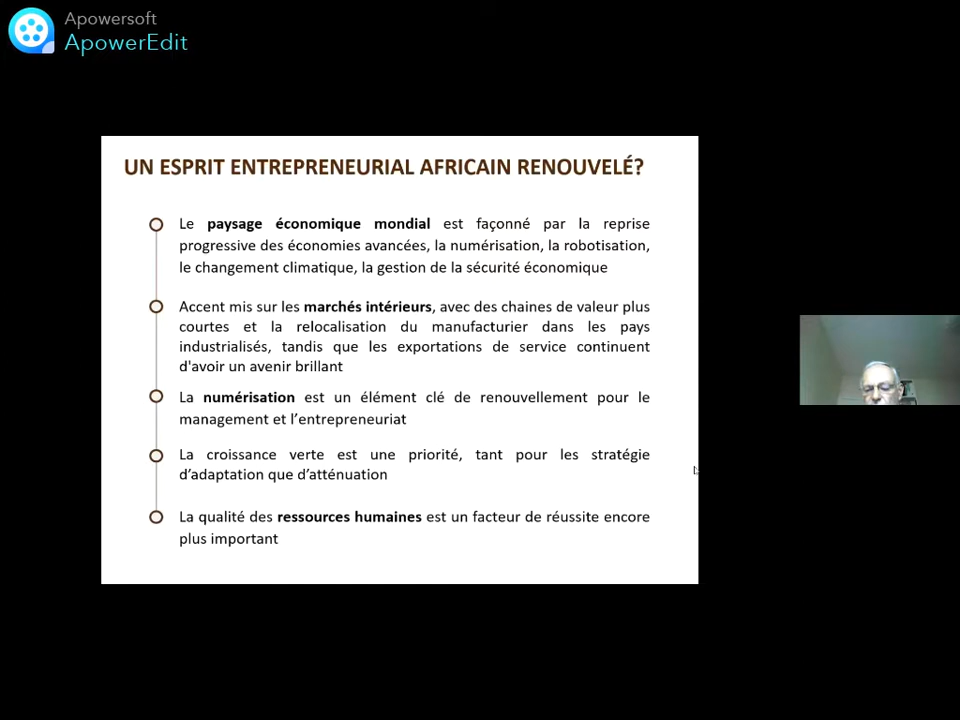 Apowersoft
ApowerEdit
UN ESPRIT ENTREPRENEURIAL AFRICAIN RENOUVELÉ?
Le paysage économique mondial est façonné par la reprise
progressive des économies avancées, la numérisation, la robotisation,
le changement climatique, la gestion de la sécurité économique
Accent mis sur les marchés intérieurs, avec des chaines de valeur plus
courtes et la relocalisation du manufacturier dans les pays
industrialisés, tandis que les exportations de service continuent
d'avoir un avenir brillant
La numérisation est un élément clé de renouvellement pour le
management et l’entrepreneuriat
La croissance verte est une priorité, tant pour les stratégie
d’adaptation que d’atténuation
La qualité des ressources humaines est un facteur de réussite encore
plus important